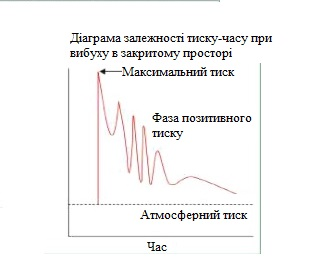 Діаграма залежності тиску-часу при
вибуху в закритому просторі
Максимальний тиск
Фаза позитивного
тиску
Атмосферний тиск
Час